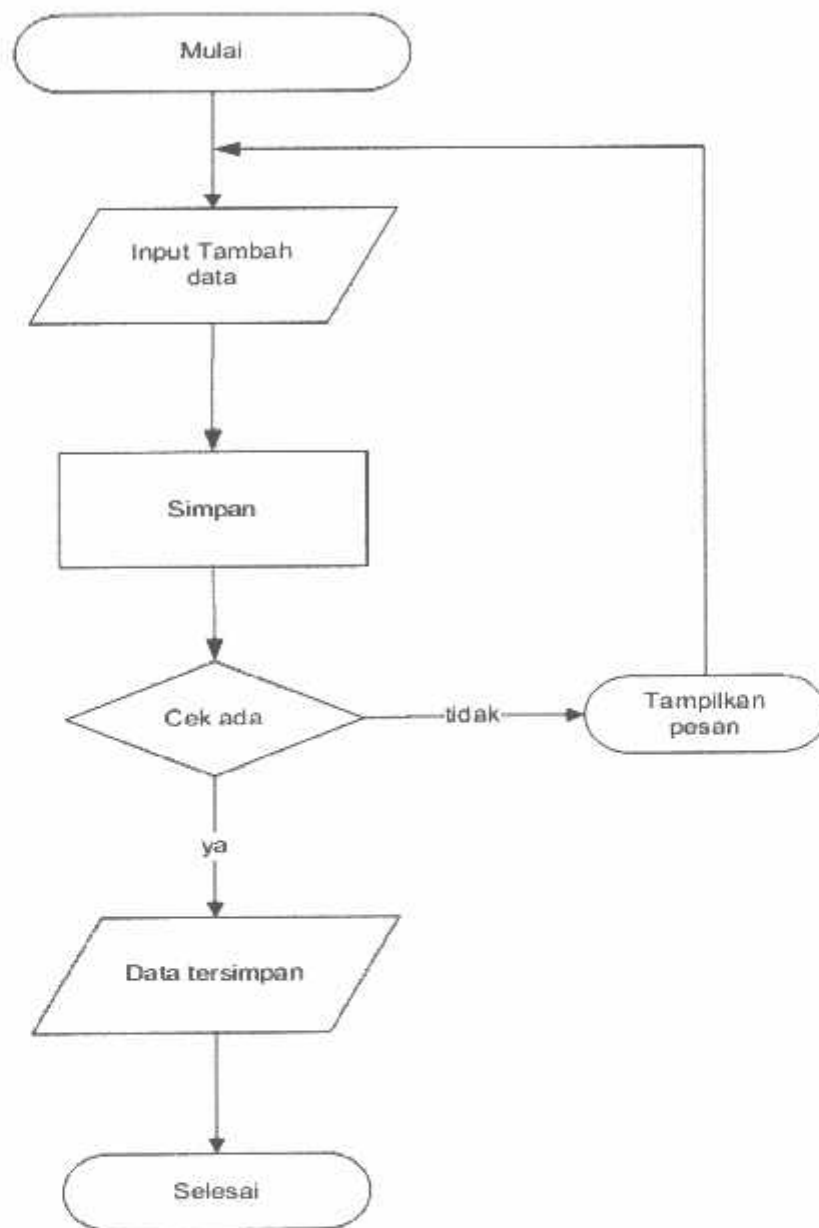 Mulai
Input Tambah
data
Simpan
Cek ada
tidak
Tampilkan
pesan
ya
Data tersimpan
Selesai